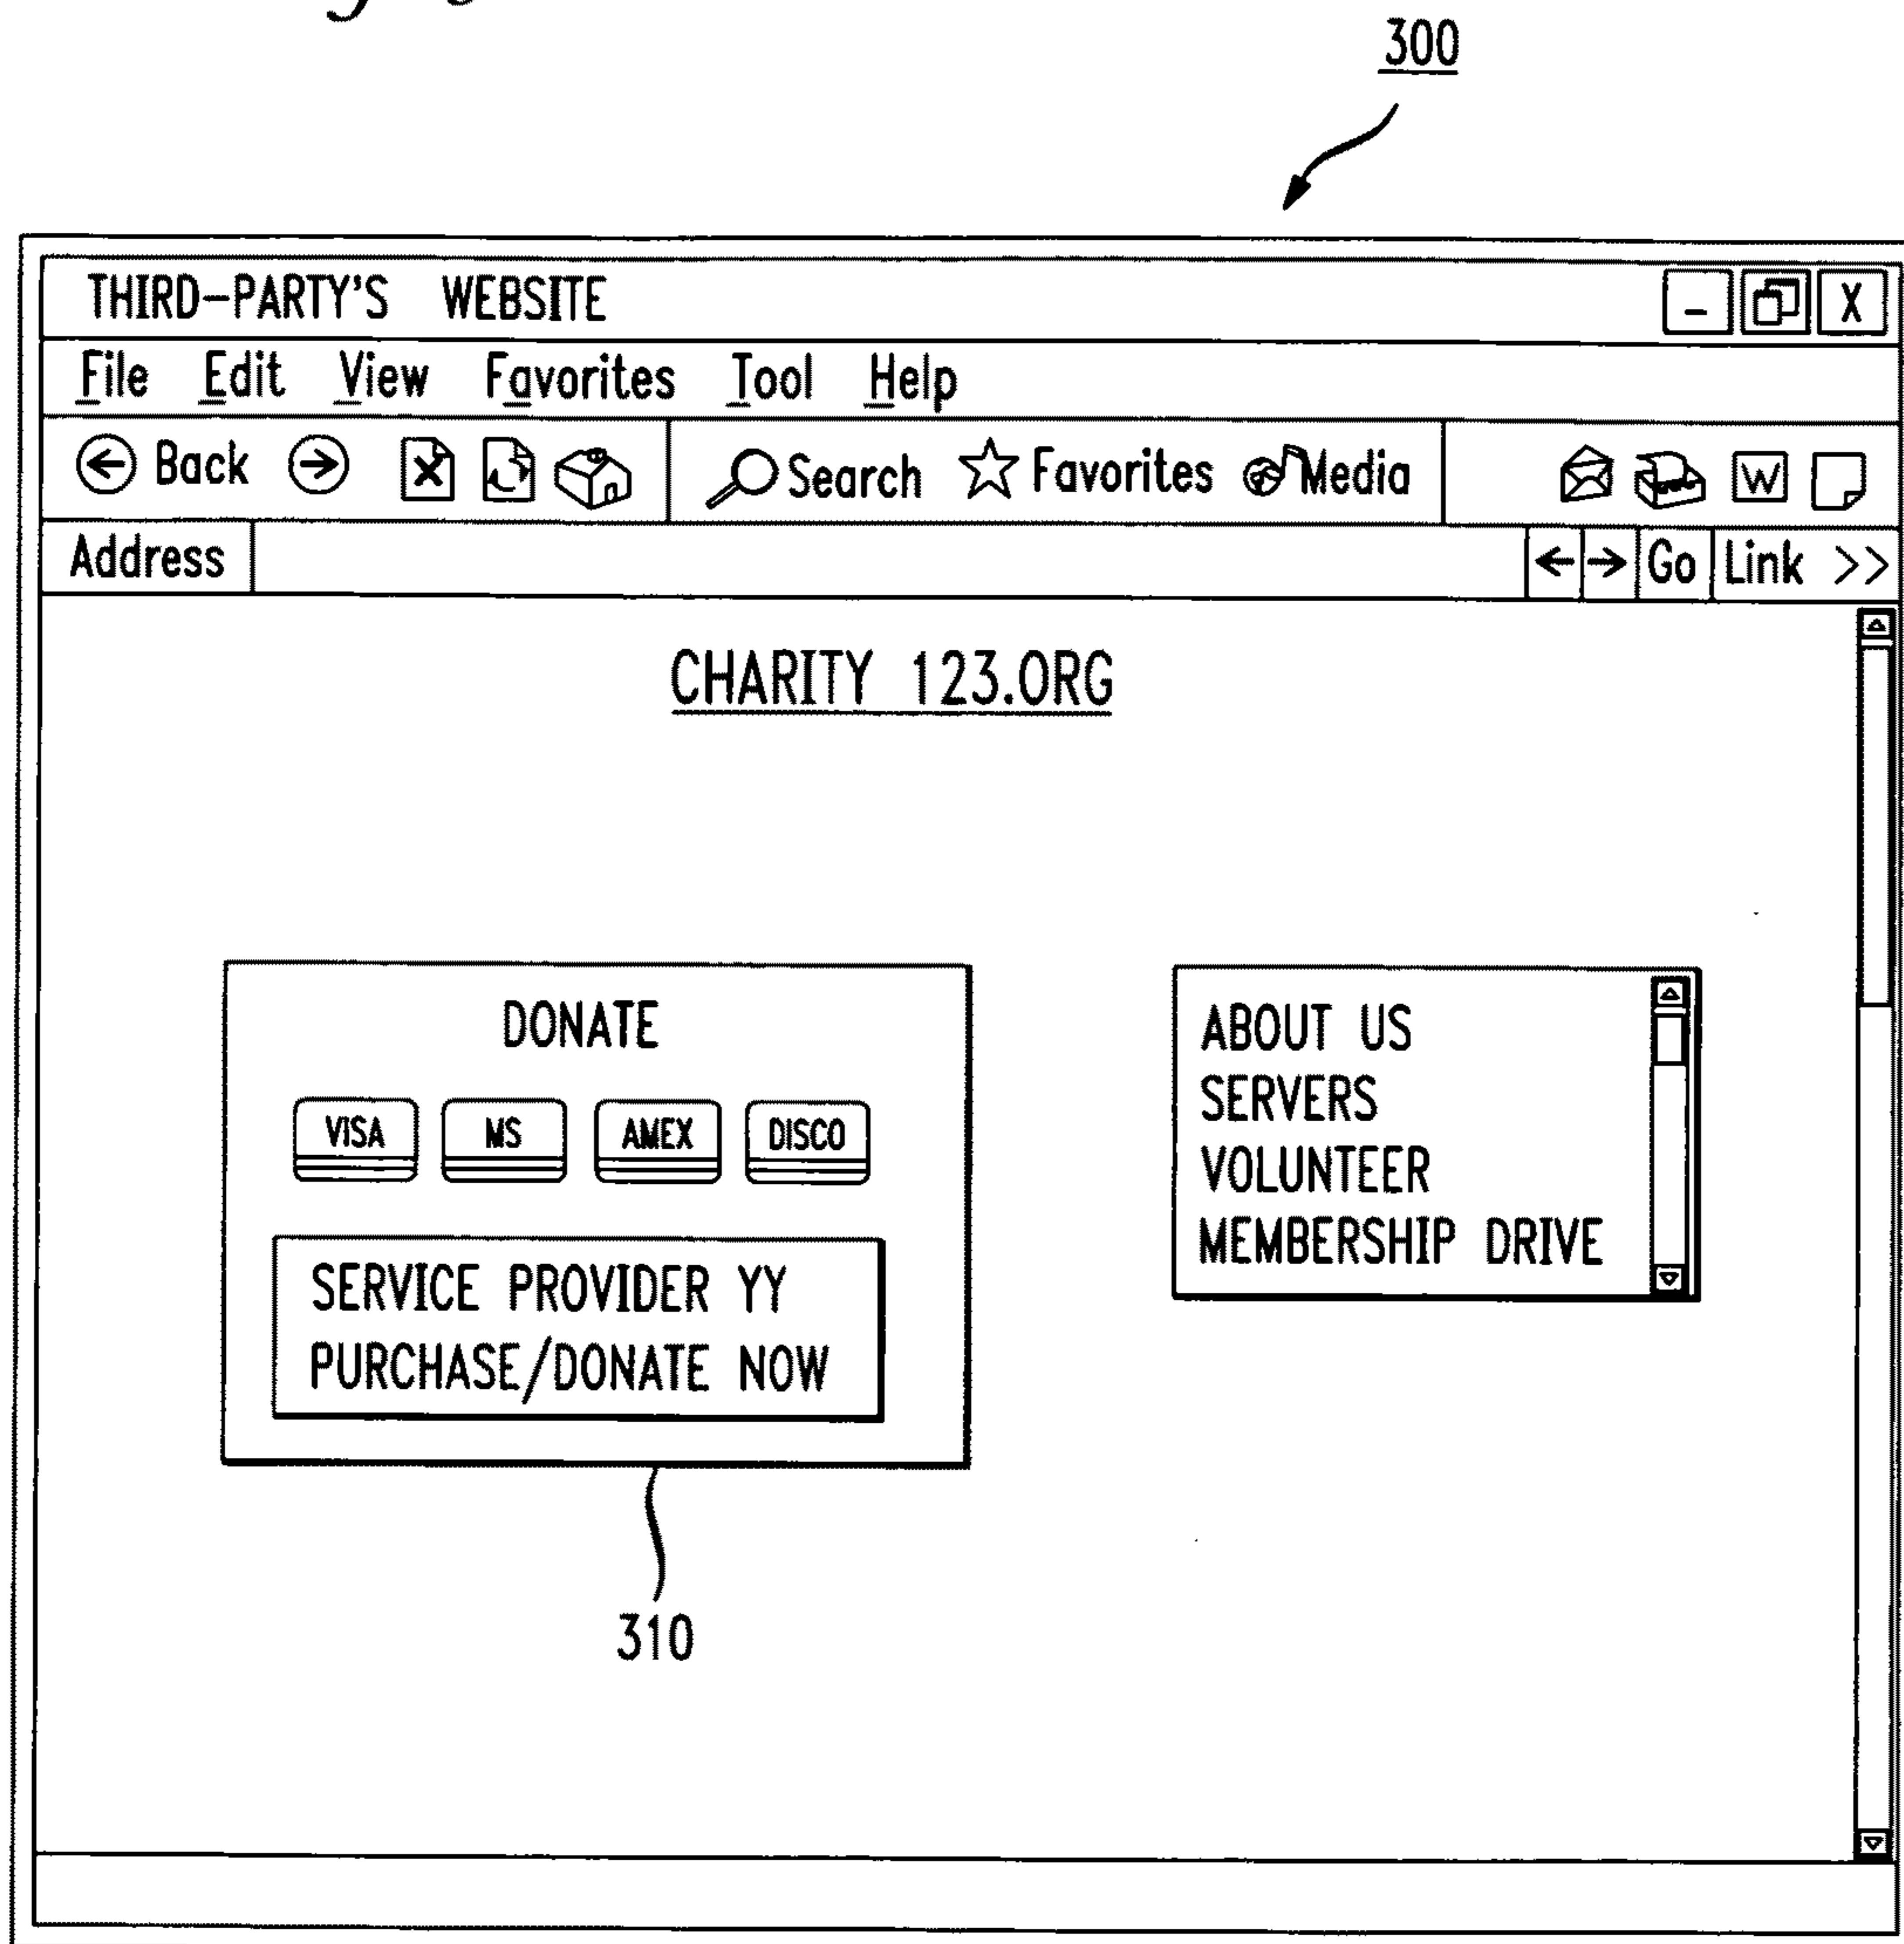 300
THIRD-PARTY'S WEBSITE - X
File Edit View Favorites Tool Help
Back Search Favorites Media W
Address Go Link >>
CHARITY 123.ORG
DONATE
VISA MS AMEX DISCO
SERVICE PROVIDER YY
PURCHASE/DONATE NOW
ABOUT US
SERVERS
VOLUNTEER
MEMBERSHIP DRIVE
310